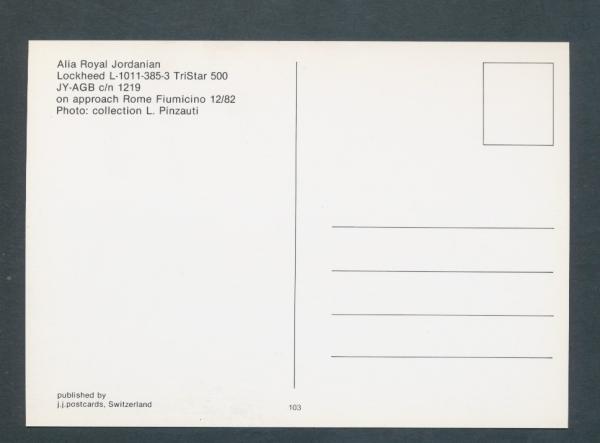 Alia Royal Jordanian
Lockheed L-1011-385-3 TriStar 500
JY-AGB c/n 1219
on approach Rome Fiumicino 12/82
Photo: collection L. Pinzauti
published by
j.j.postcards, Switzerland
103